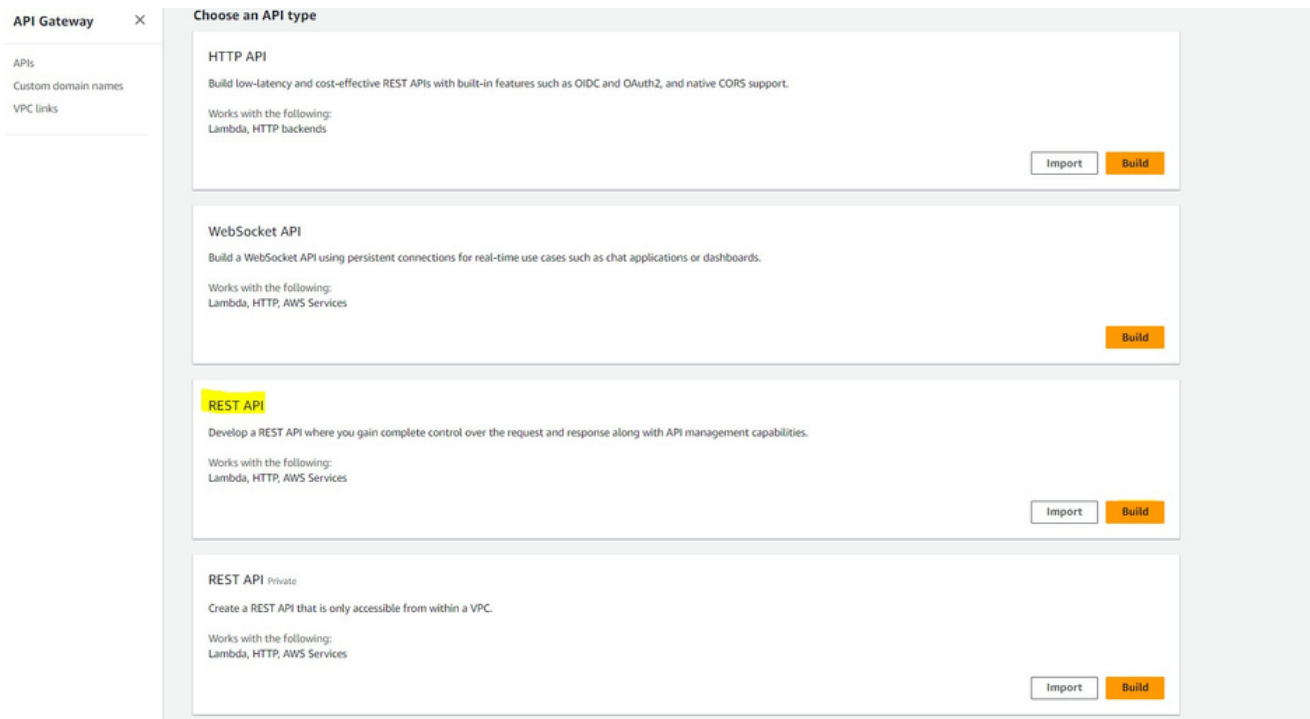 API Gateway
APIs
Custom domain names
VPC links
Choose an API type
HTTP API
Build low-latency and cost-effective REST APIs with built-in features such as OIDC and OAuth2, and native CORS support.
Works with the following:
Lambda, HTTP backends
Import Build
WebSocket API
Build a WebSocket API using persistent connections for real-time use cases such as chat applications or dashboards.
Works with the following:
Lambda, HTTP, AWS Services
Build
REST API
Develop a REST API where you gain complete control over the request and response along with API management capabilities.
Works with the following:
Lambda, HTTP, AWS Services
Import Build
REST API Private
Create a REST API that is only accessible from within a VPC.
Works with the following:
Lambda, HTTP, AWS Services
Import Build